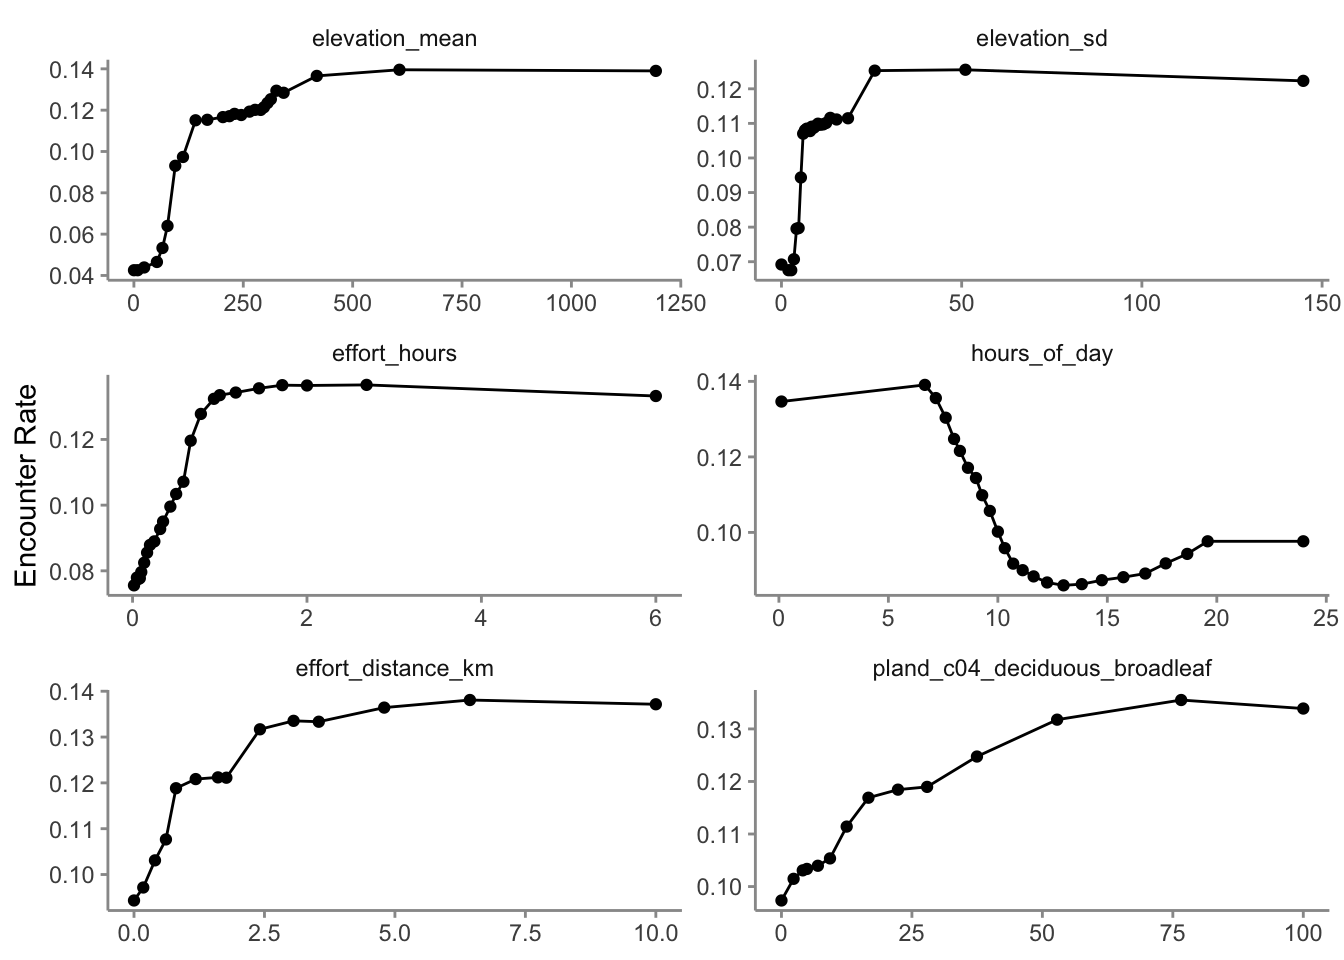 elevation_mean
0.14
0.12
0.10
0.08
0.06
0.04
0 250 500 750 1000 1250
elevation_sd
0.12
0.11
0.10
0.09
0.08
0.07
0 50 100 150
Encounter Rate
effort_hours
0.12
0.10
0.08
0 2 4 6
hours_of_day
0.14
0.12
0.10
0 5 10 15 20 25
effort_distance_km
0.14
0.13
0.12
0.11
0.10
0.0 2.5 5.0 7.5 10.0
pland_c04_deciduous_broadleaf
0.13
0.12
0.11
0.10
0 25 50 75 100